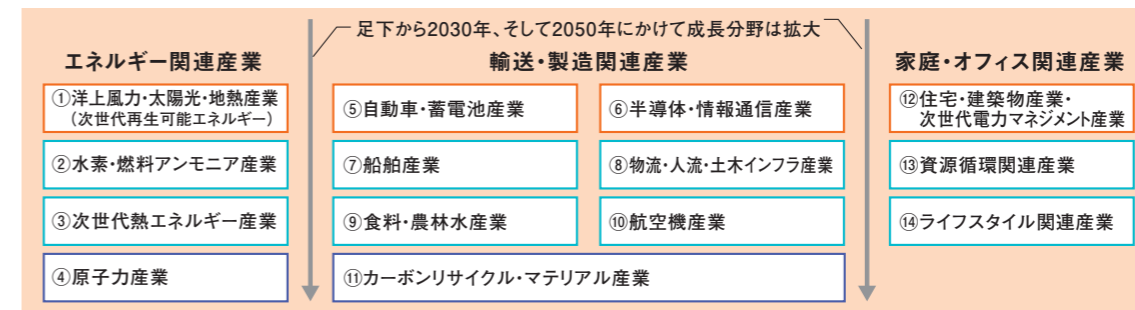 足下から2030年、そして2050年にかけて成長分野は拡大
エネルギー関連産業
①洋上風力・太陽光・地熱産業
(次世代再生可能エネルギー)
②水素・燃料アンモニア産業
③次世代熱エネルギー産業
④原子力産業
輸送・製造関連産業
⑤自動車・蓄電池産業
⑥半導体・情報通信産業
⑦船舶産業
⑧物流・人流・土木インフラ産業
⑨食料・農林水産業
⑩航空機産業
⑪カーボンリサイクル・マテリアル産業
家庭・オフィス関連産業
⑫住宅・建築物産業・
次世代電力マネジメント産業
⑬資源循環関連産業
⑭ライフスタイル関連産業